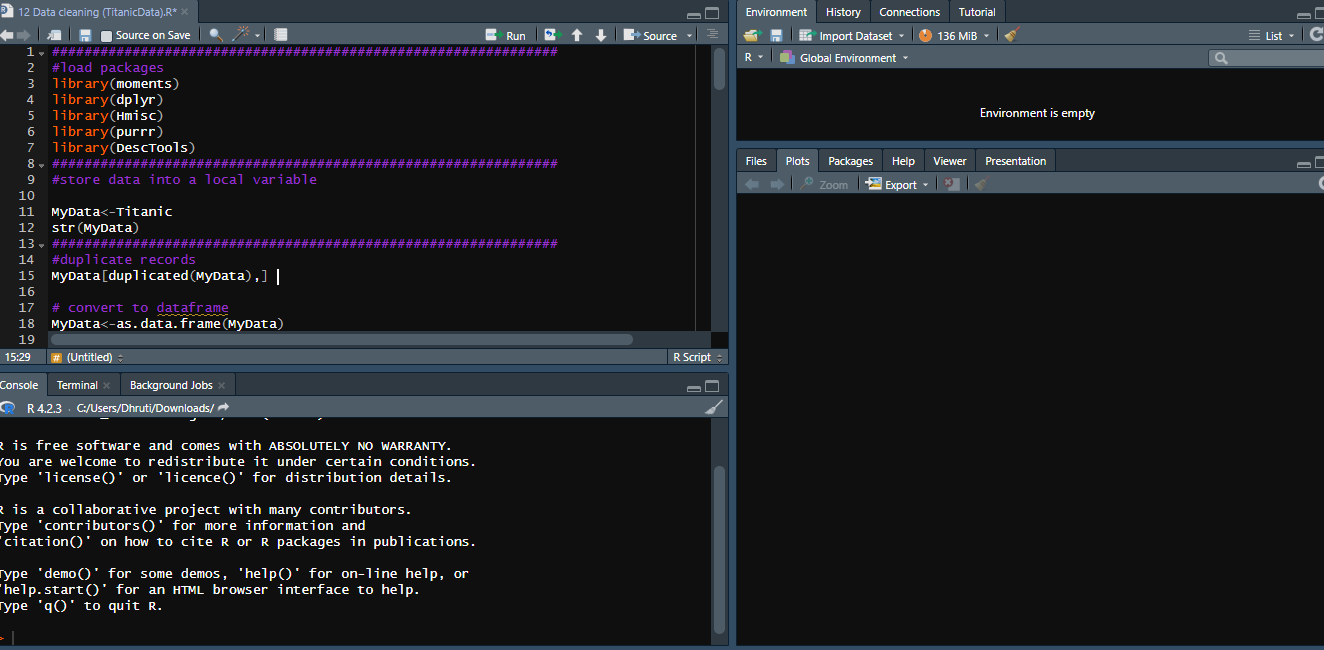 12 Data cleaning (TitanicData).R*
Source on Save
Run
Source
1 ##############################################################
2 #load packages
3 library(moments)
4 library(dplyr)
5 library(Hmisc)
6 library(purrr)
7 library(DescTools)
8 ##############################################################
9 #store data into a local variable
10
11 MyData<-Titanic
12 str(MyData)
13 ##############################################################
14 #duplicate records
15 MyData[duplicated(MyData),]
16
17 # convert to dataframe
18 MyData<-as.data.frame(MyData)
19
15:29 # (Untitled) R Script
Console Terminal Background Jobs
R 4.2.3 · C:/Users/Dhruti/Downloads/
R is free software and comes with ABSOLUTELY NO WARRANTY.
You are welcome to redistribute it under certain conditions.
Type 'license()' or 'licence()' for distribution details.
R is a collaborative project with many contributors.
Type 'contributors()' for more information and
'citation()' on how to cite R or R packages in publications.
Type 'demo()' for some demos, 'help()' for on-line help, or
'help.start()' for an HTML browser interface to help.
Type 'q()' to quit R.
>
Environment History Connections Tutorial
Import Dataset 136 MiB List
R Global Environment
Environment is empty
Files Plots Packages Help Viewer Presentation
Zoom Export